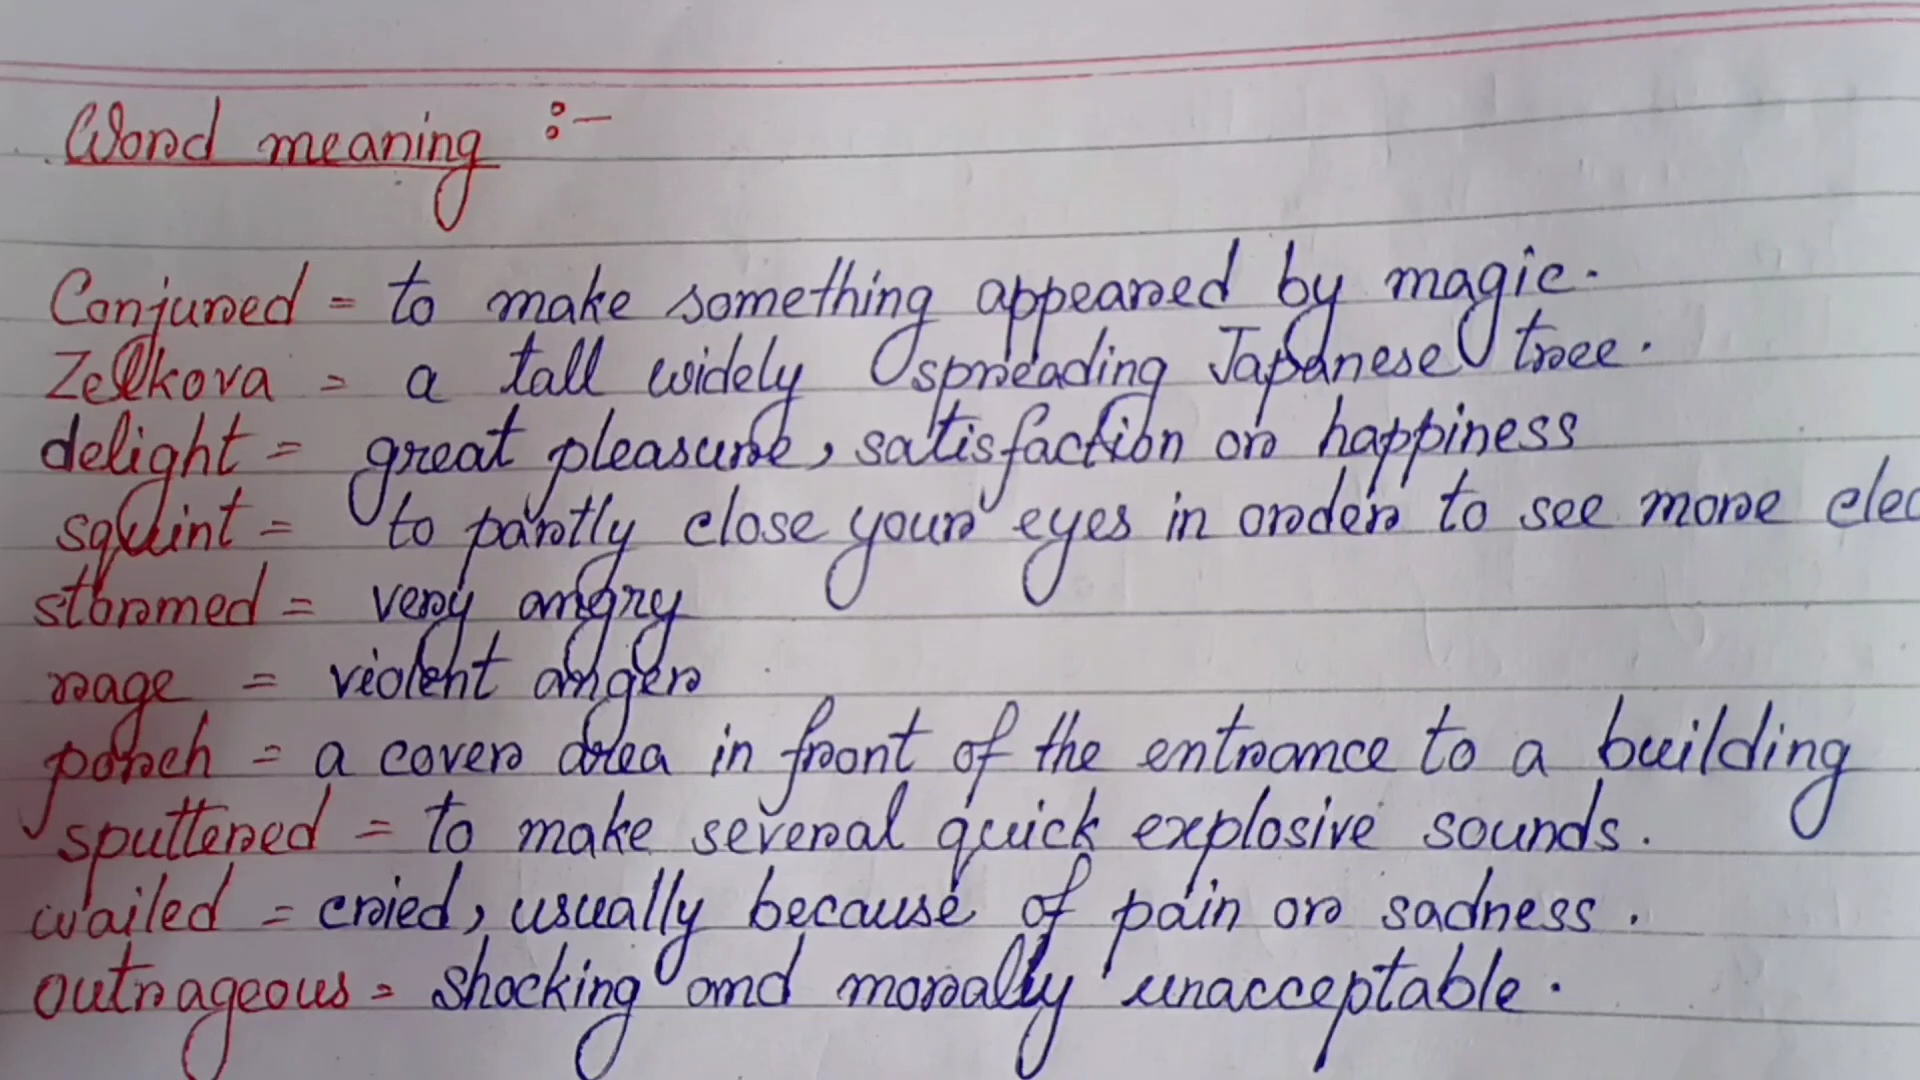 Word meaning :-
Conjured = to make something appeared by magic.
Zelkova = a tall widely spreading Japanese tree.
delight = great pleasure, satisfaction or happiness
squint = to partly close your eyes in order to see more clea
stormed = very angry
rage = violent anger
porch = a cover area in front of the entrance to a building
sputtered = to make several quick explosive sounds.
wailed = cried, usually because of pain or sadness.
outrageous = shocking and morally unacceptable.